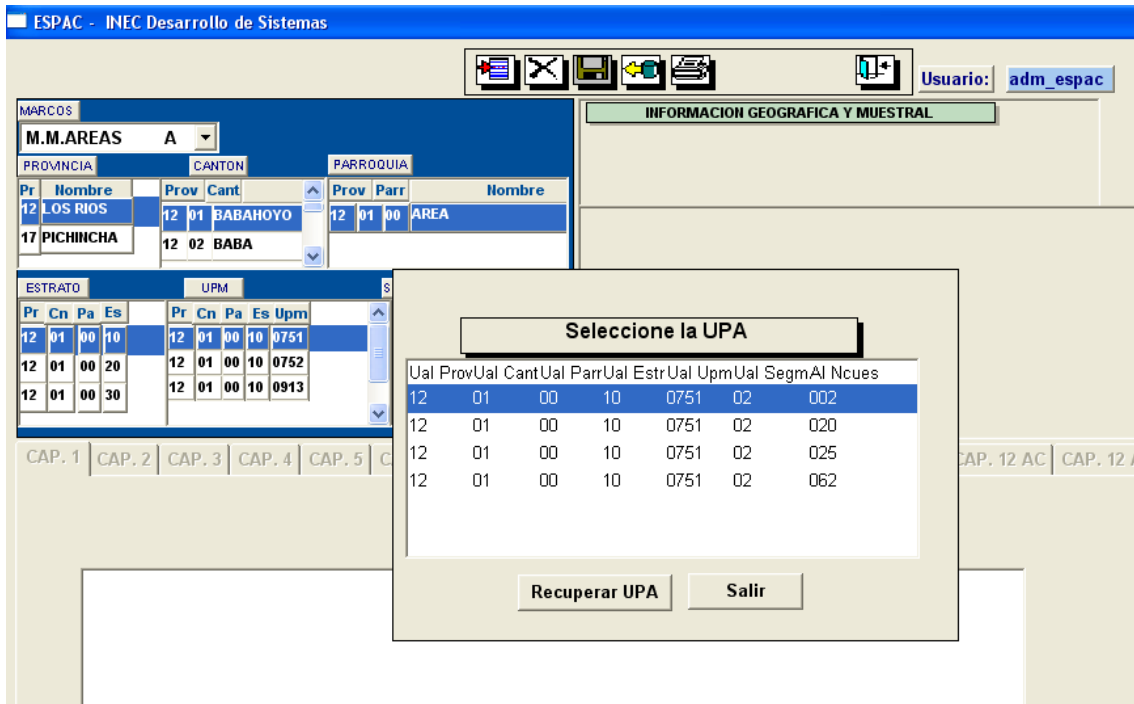 ESPAC - INEC Desarrollo de Sistemas
Usuario: adm_espac
MARCOS
M.M.AREAS A
INFORMACION GEOGRAFICA Y MUESTRAL
PROVINCIA CANTON PARROQUIA
Pr Nombre Prov Cant Prov Parr Nombre
12 LOS RIOS 12 01 BABAHOYO 12 01 00 AREA
17 PICHINCHA 12 02 BABA
ESTRATO UPM S
Pr Cn Pa Es Pr Cn Pa Es Upm
12 01 00 10 12 01 00 10 0751
12 01 00 20 12 01 00 10 0752
12 01 00 30 12 01 00 10 0913
Seleccione la UPA
Ual ProvUal CantUal ParrUal EstrUal UpmUal SegmAl Ncues
12 01 00 10 0751 02 002
12 01 00 10 0751 02 020
12 01 00 10 0751 02 025
12 01 00 10 0751 02 062
Recuperar UPA Salir
CAP. 1 CAP. 2 CAP. 3 CAP. 4 CAP. 5 CAP. 12 AC CAP. 12